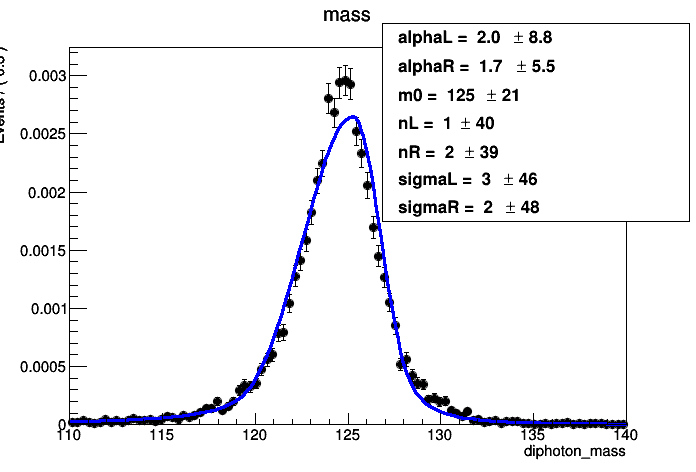 mass
alphaL = 2.0 ± 8.8
alphaR = 1.7 ± 5.5
m0 = 125 ± 21
nL = 1 ± 40
nR = 2 ± 39
sigmaL = 3 ± 46
sigmaR = 2 ± 48
0.003
0.0025
0.002
0.0015
0.001
0.0005
0
110 115 120 125 130 135 140
diphoton_mass